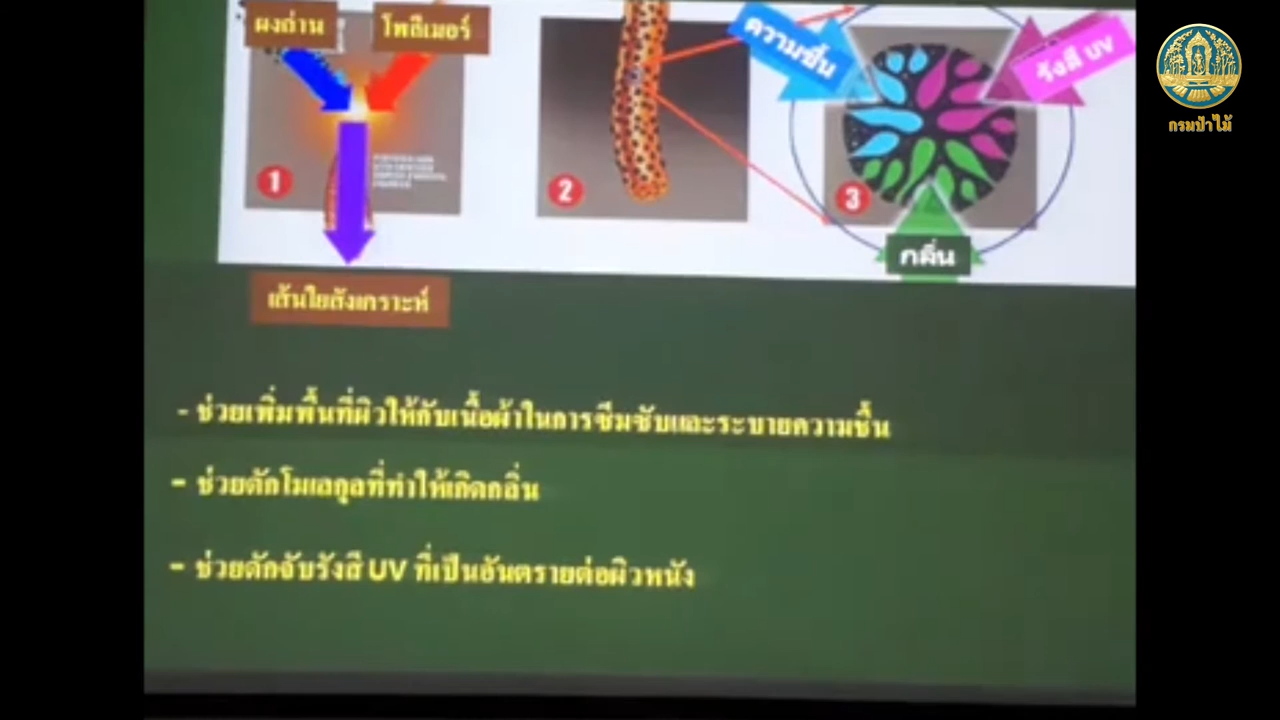 ผงถ่าน
โพลีเมอร์
ความชื้น
รังสี UV
กรมป่าไม้
1
2
3
กลิ่น
เส้นใยสังเคราะห์
- ช่วยเพิ่มพื้นที่ผิวให้กับเนื้อผ้าในการซึมซับและระบายความชื้น
- ช่วยดักโมเลกูลที่ทำให้เกิดกลิ่น
- ช่วยดักจับรังสี UV ที่เป็นอันตรายต่อผิวหนัง